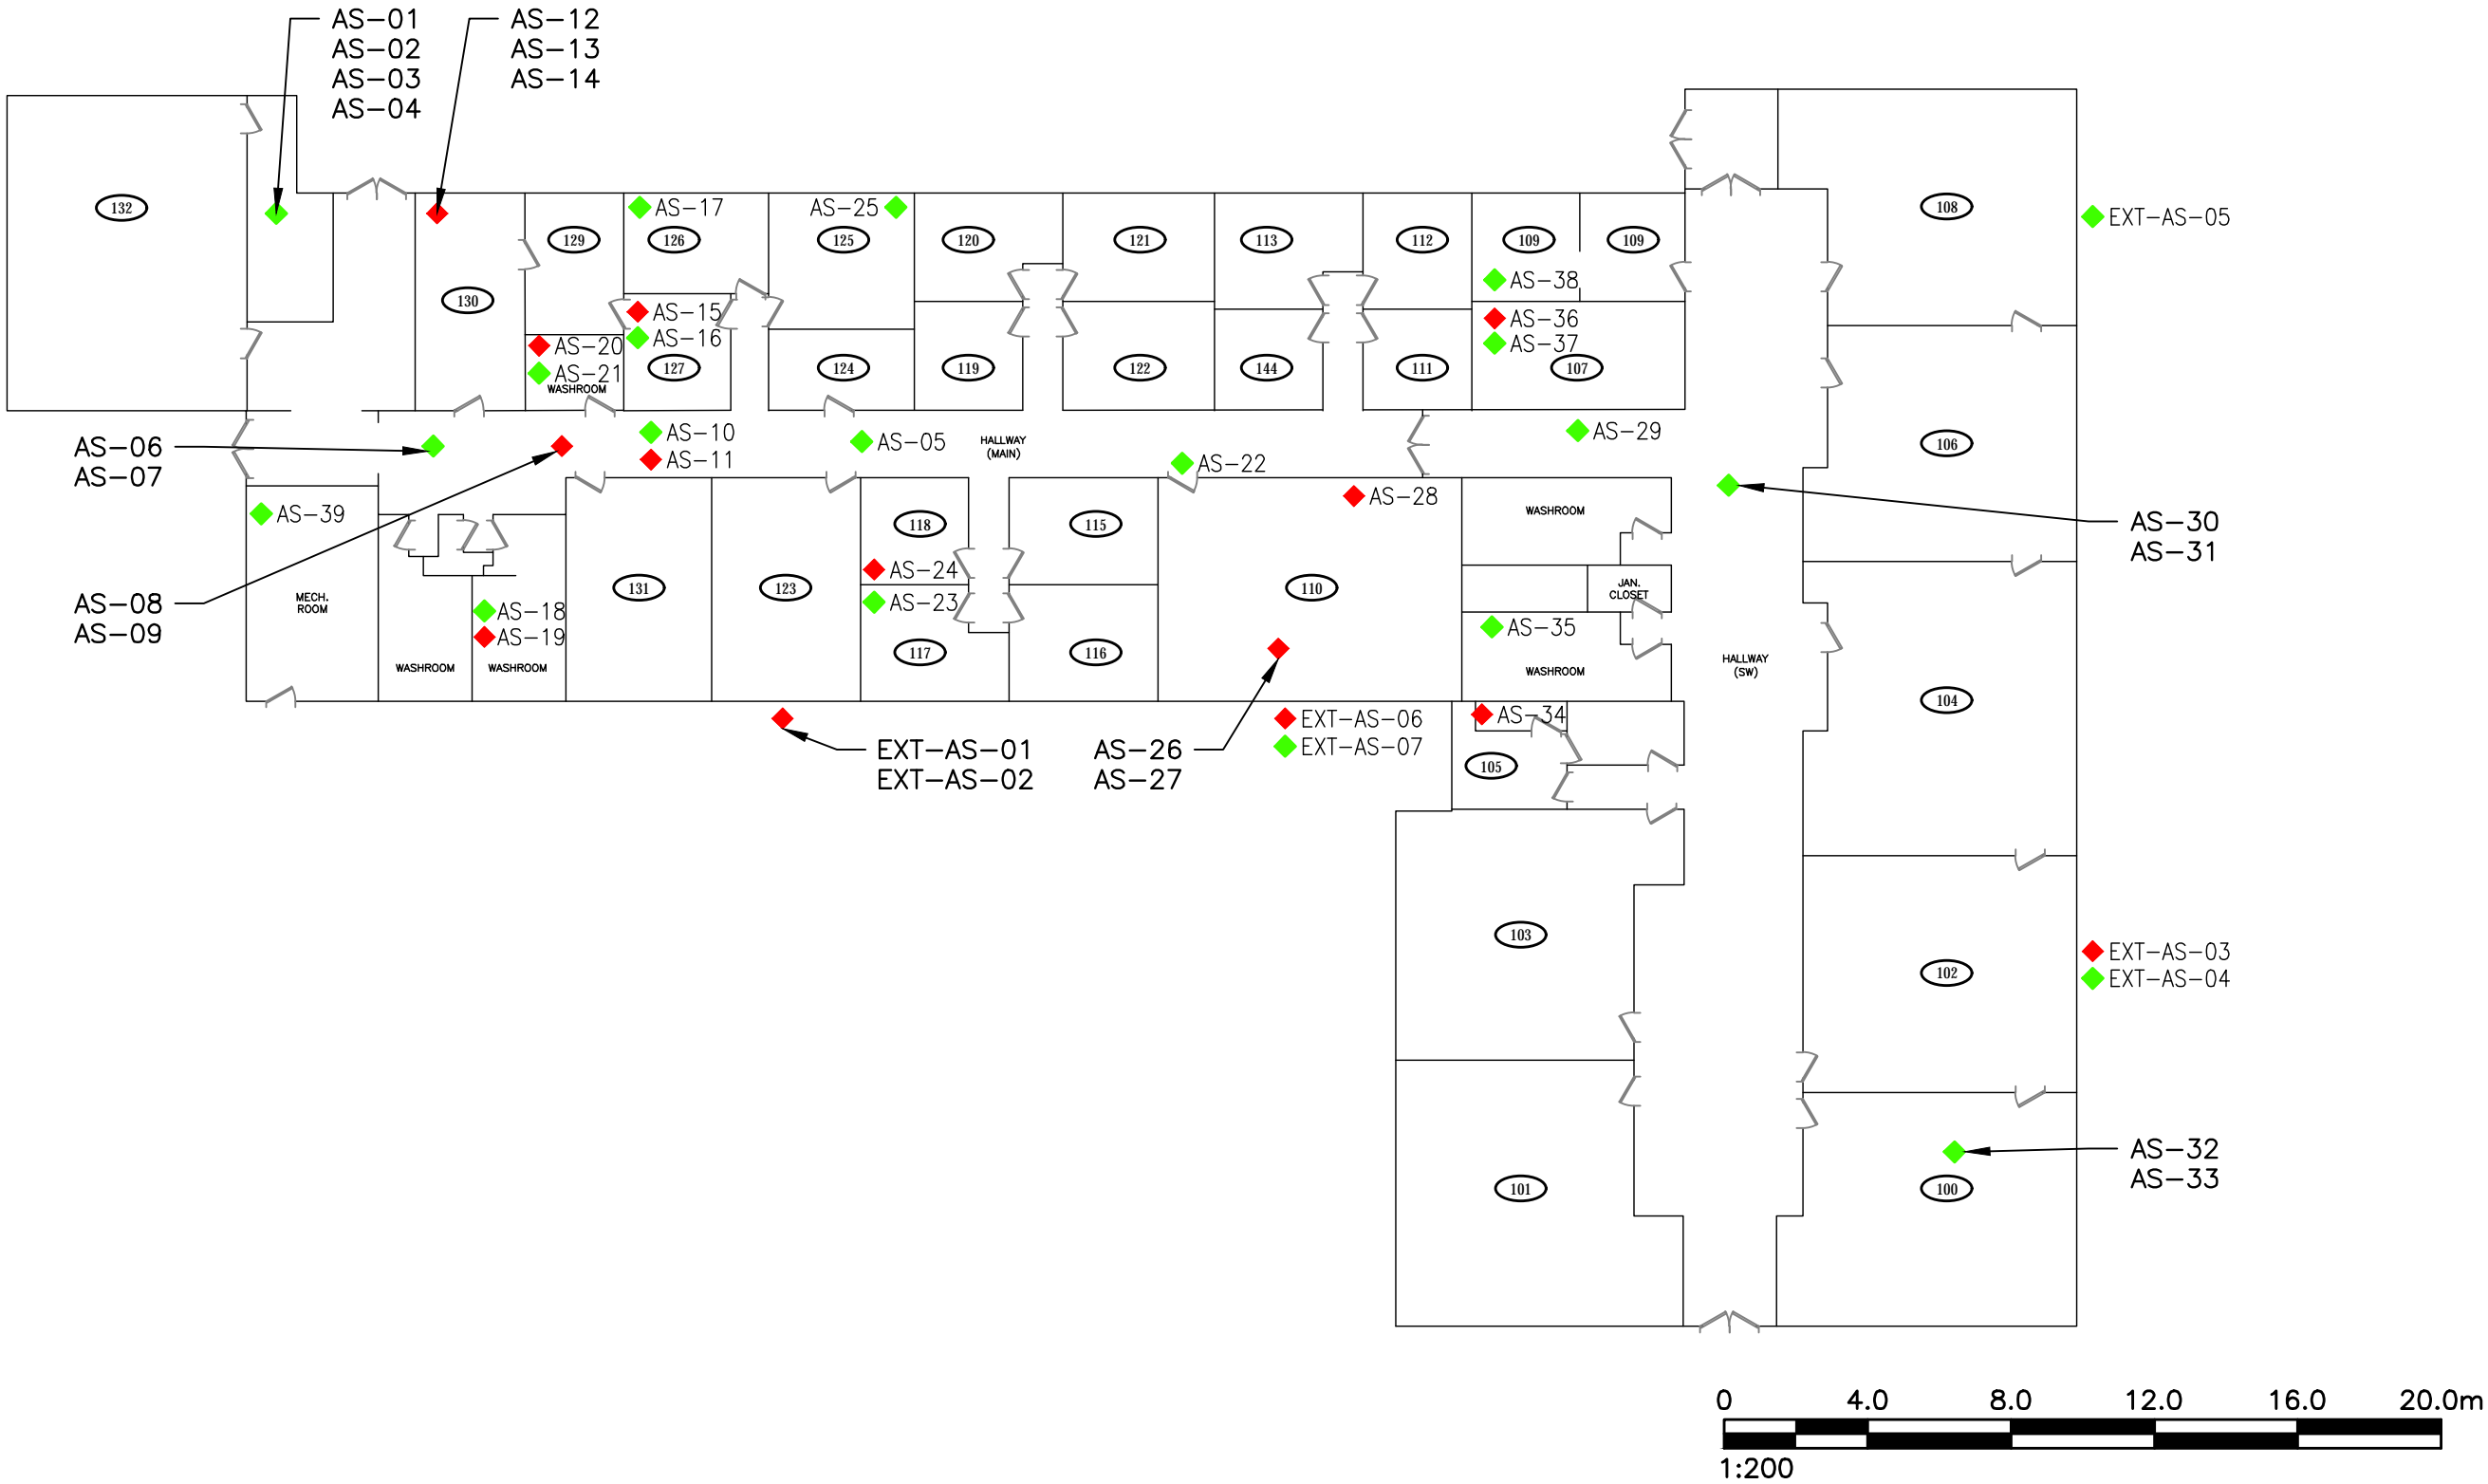 AS-01
AS-02
AS-03
AS-04
AS-12
AS-13
AS-14
132
130
129
AS-17
126
AS-25
125
120
121
113
112
109
109
108
EXT-AS-05
AS-38
AS-15
AS-16
127
AS-20
AS-21
WASHROOM
124
119
122
144
111
AS-36
AS-37
107
106
AS-06
AS-07
AS-10
AS-11
AS-05
HALLWAY
(MAIN)
AS-22
AS-29
AS-28
AS-39
118
115
WASHROOM
AS-30
AS-31
AS-08
AS-09
MECH.
ROOM
AS-18
AS-19
WASHROOM
WASHROOM
131
123
AS-24
AS-23
117
116
110
JAN.
CLOSET
AS-35
WASHROOM
HALLWAY
(SW)
104
EXT-AS-01
EXT-AS-02
AS-26
AS-27
EXT-AS-06
EXT-AS-07
AS-34
105
103
102
EXT-AS-03
EXT-AS-04
101
100
AS-32
AS-33
0 4.0 8.0 12.0 16.0 20.0m
1:200